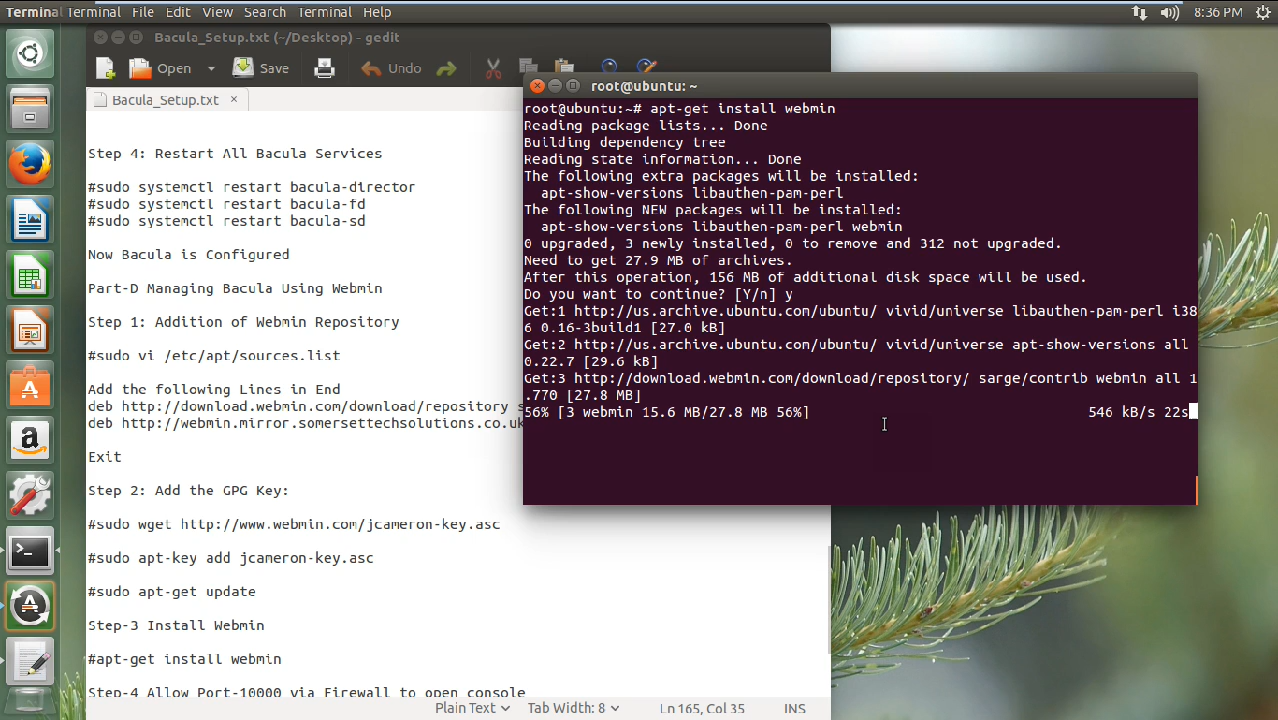 Terminal Terminal File Edit View Search Terminal Help 8:36 PM
Bacula_Setup.txt (~/Desktop) - gedit
Open Save Undo
Bacula_Setup.txt ×
Step 4: Restart All Bacula Services
#sudo systemctl restart bacula-director
#sudo systemctl restart bacula-fd
#sudo systemctl restart bacula-sd
Now Bacula is Configured
Part-D Managing Bacula Using Webmin
Step 1: Addition of Webmin Repository
#sudo vi /etc/apt/sources.list
Add the following Lines in End
deb http://download.webmin.com/download/repository s
deb http://webmin.mirror.somersettechsolutions.co.uk
Exit
Step 2: Add the GPG Key:
#sudo wget http://www.webmin.com/jcameron-key.asc
#sudo apt-key add jcameron-key.asc
#sudo apt-get update
Step-3 Install Webmin
#apt-get install webmin
Step-4 Allow Port-10000 via Firewall to open console
Plain Text Tab Width: 8 Ln 165, Col 35 INS
root@ubuntu: ~
root@ubuntu:~# apt-get install webmin
Reading package lists... Done
Building dependency tree
Reading state information... Done
The following extra packages will be installed:
apt-show-versions libauthen-pam-perl
The following NEW packages will be installed:
apt-show-versions libauthen-pam-perl webmin
0 upgraded, 3 newly installed, 0 to remove and 312 not upgraded.
Need to get 27.9 MB of archives.
After this operation, 156 MB of additional disk space will be used.
Do you want to continue? [Y/n] y
Get:1 http://us.archive.ubuntu.com/ubuntu/ vivid/universe libauthen-pam-perl i38
6 0.16-3build1 [27.0 kB]
Get:2 http://us.archive.ubuntu.com/ubuntu/ vivid/universe apt-show-versions all
0.22.7 [29.6 kB]
Get:3 http://download.webmin.com/download/repository/ sarge/contrib webmin all 1
.770 [27.8 MB]
56% [3 webmin 15.6 MB/27.8 MB 56%] 546 kB/s 22s